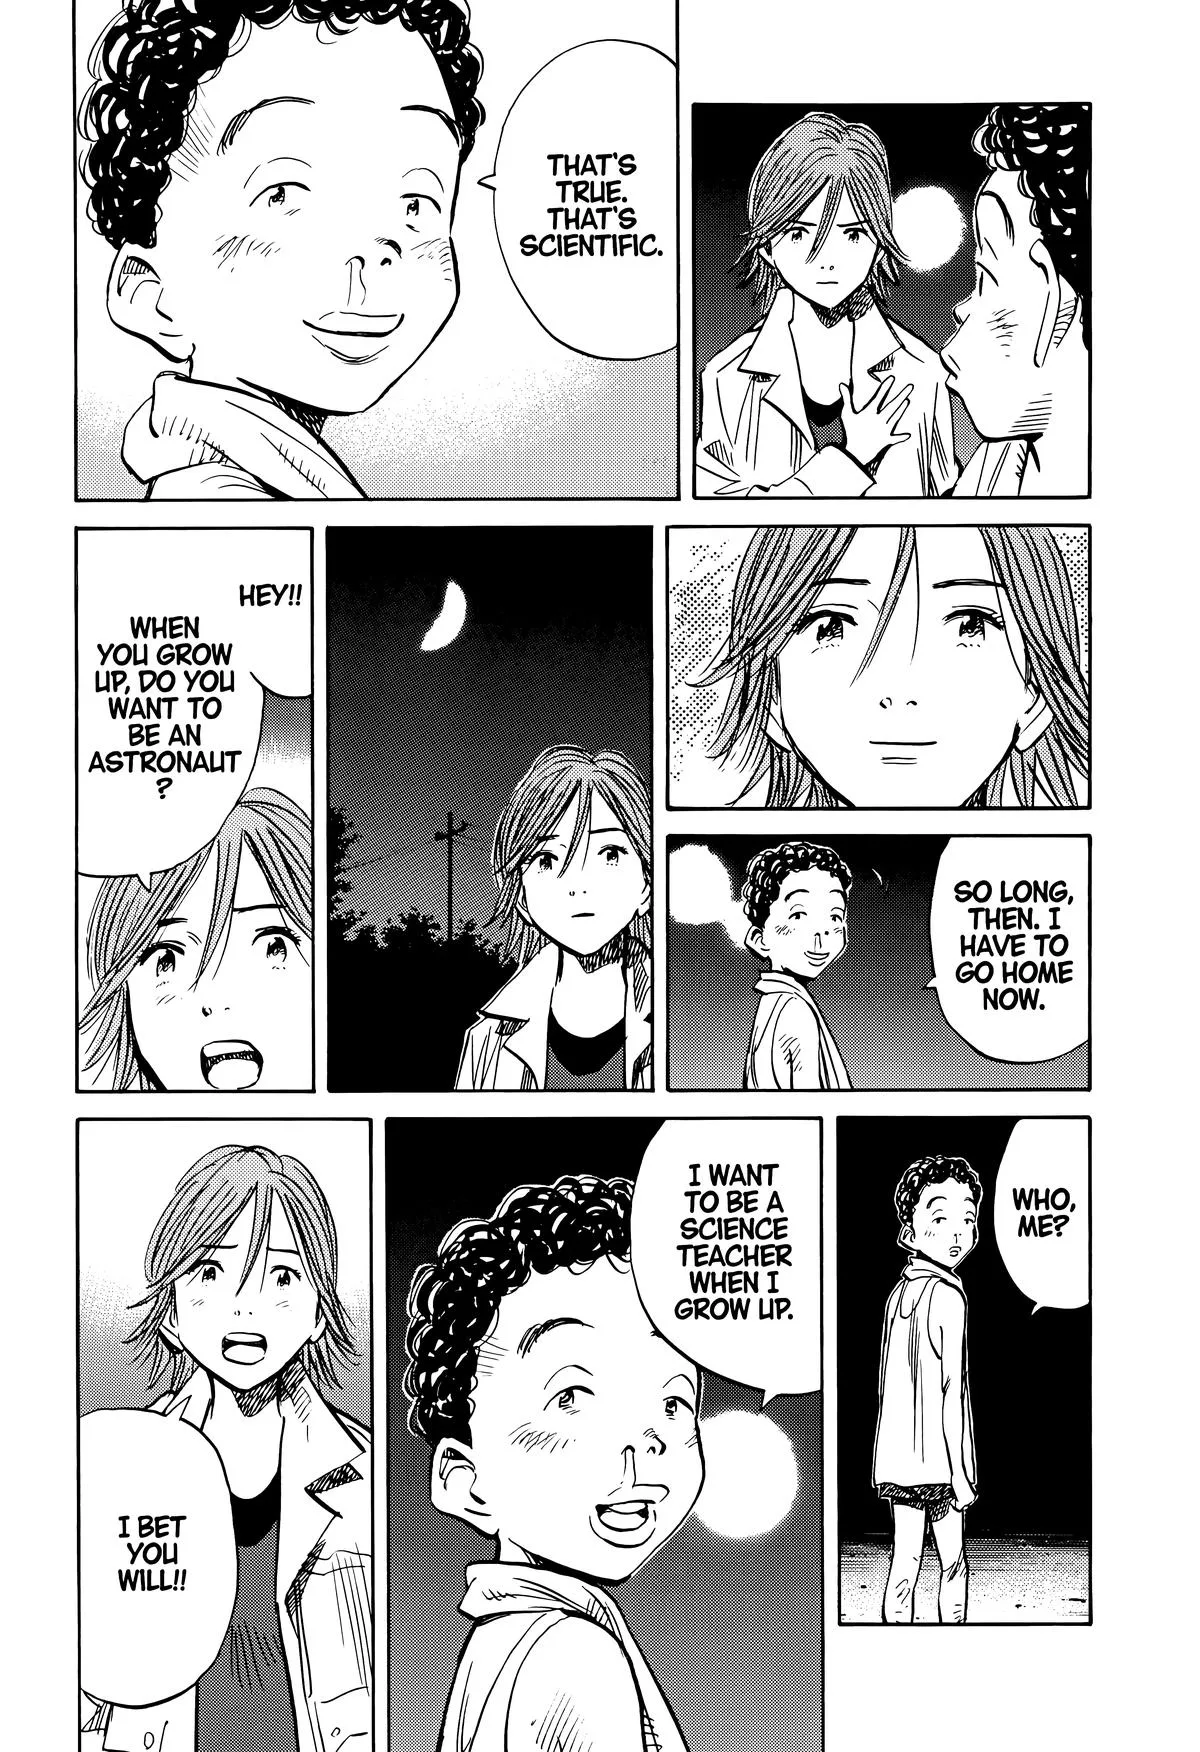 THAT'S
TRUE.
THAT'S
SCIENTIFIC.
SO LONG,
THEN. I
HAVE TO
GO HOME
NOW.
HEY!!
WHEN
YOU GROW
UP, DO YOU
WANT TO
BE AN
ASTRONAUT
?
WHO,
ME?
I WANT
TO BE A
SCIENCE
TEACHER
WHEN I
GROW UP.
I BET
YOU
WILL!!